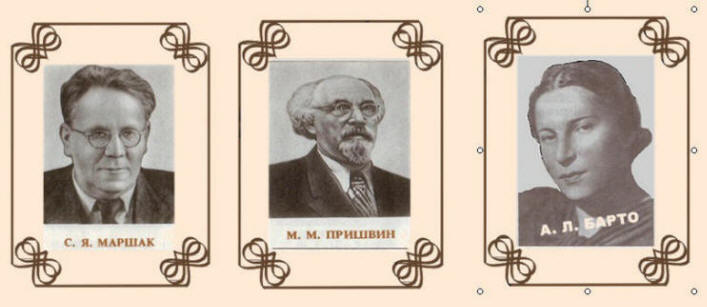 С. Я. МАРШАК
М. М. ПРИШВИН
А. Л. БАРТО